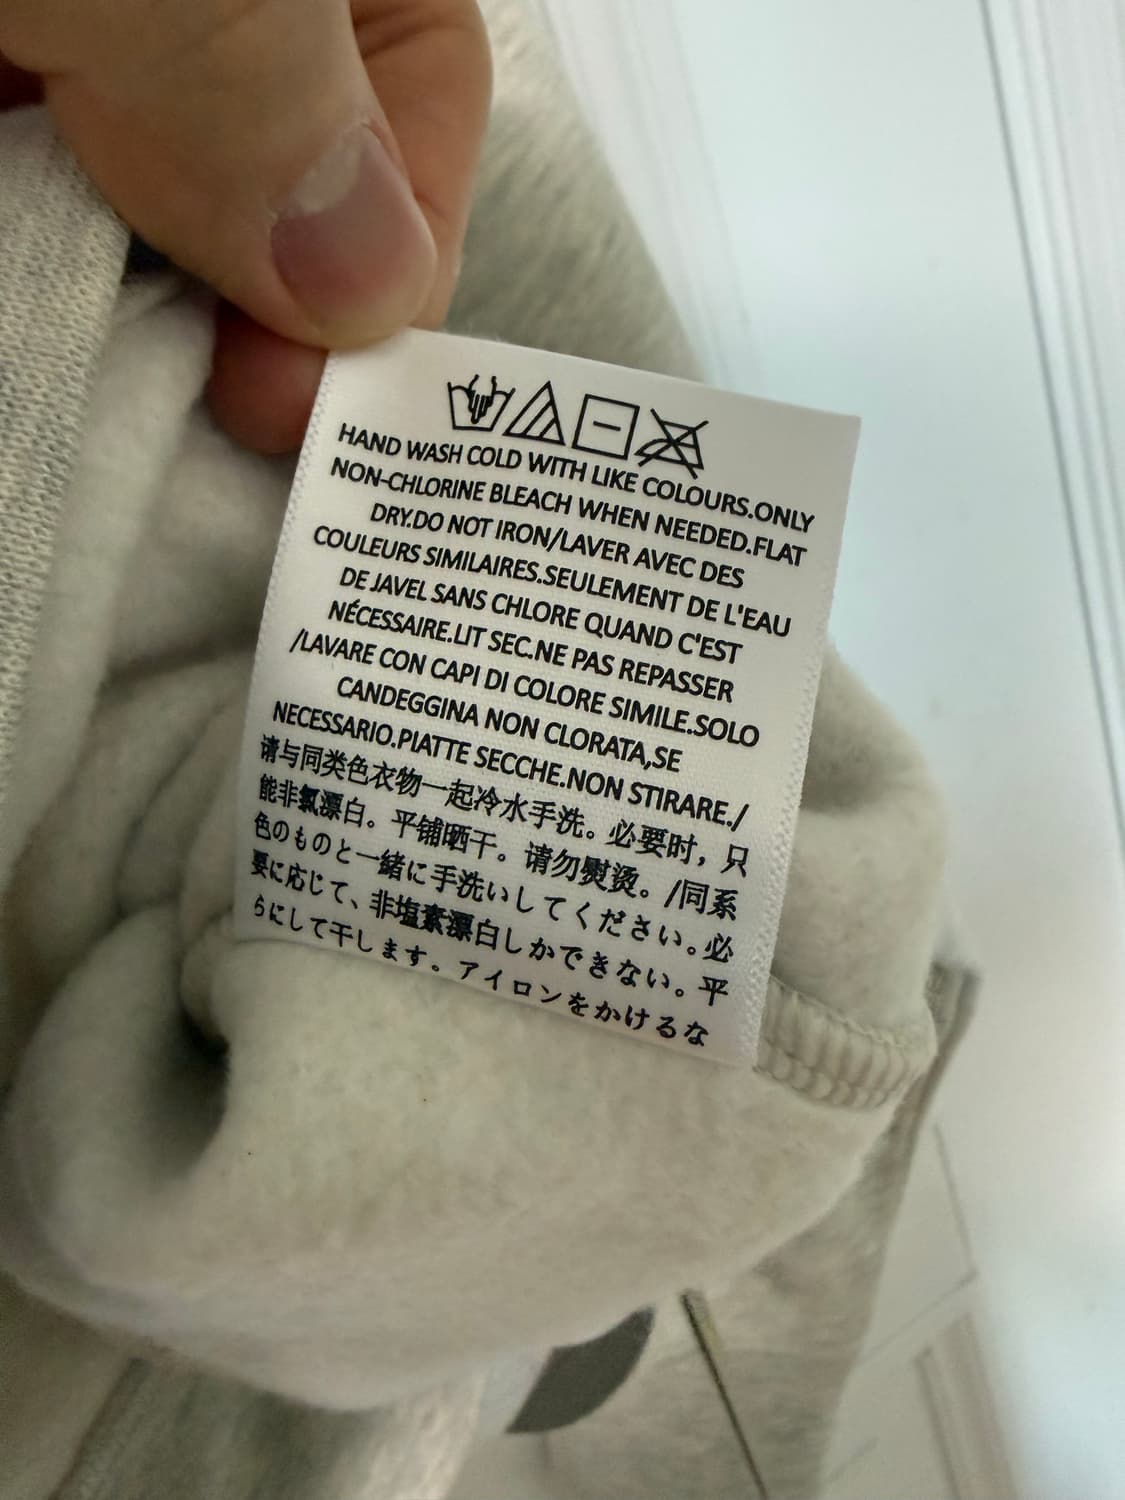 HAND WASH COLD WITH LIKE COLOURS.ONLY
NON-CHLORINE BLEACH WHEN NEEDED.FLAT
DRY.DO NOT IRON/LAVER AVEC DES
COULEURS SIMILAIRES.SEULEMENT DE L'EAU
DE JAVEL SANS CHLORE QUAND C'EST
NÉCESSAIRE.LIT SEC.NE PAS REPASSER
/LAVARE CON CAPI DI COLORE SIMILE.SOLO
CANDEGGINA NON CLORATA,SE
NECESSARIO.PIATTE SECCHE.NON STIRARE./
请与同类色衣物一起冷水手洗。必要时，只
能非氯漂白。平铺晒干。请勿熨烫。/同系
色のものと一緒に手洗いしてください。必
要に応じて、非塩素漂白しかできない。平
らにして干します。アイロンをかけるな